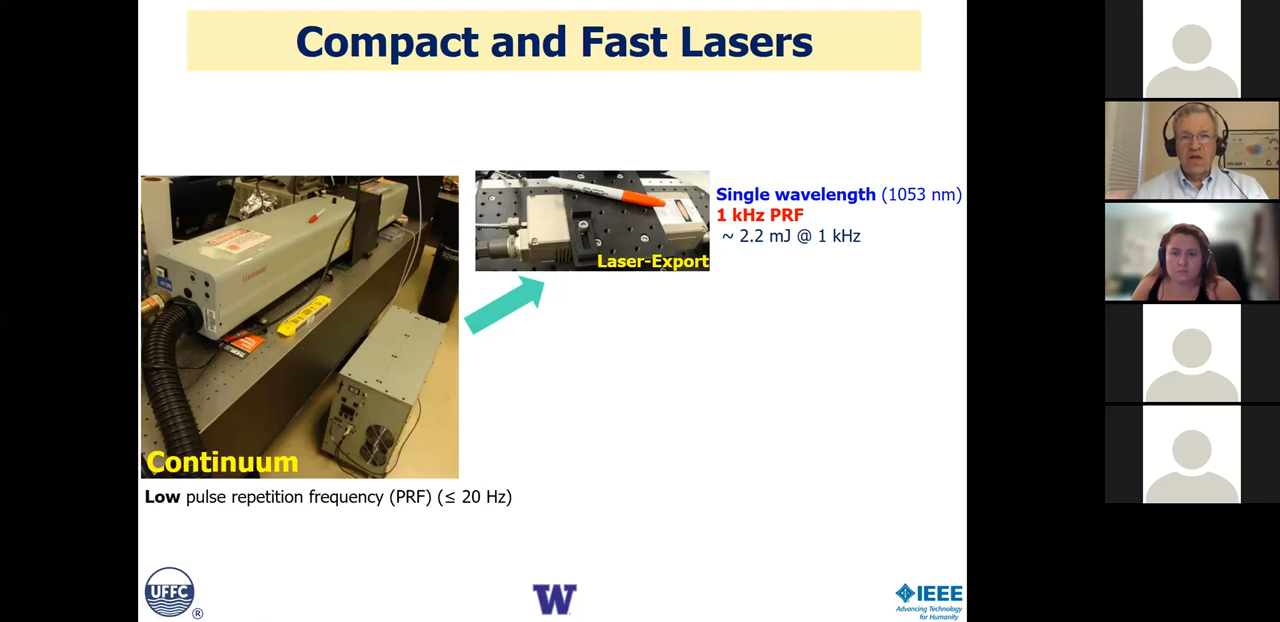 Compact and Fast Lasers
Single wavelength (1053 nm)
1 kHz PRF
~ 2.2 mJ @ 1 kHz
Laser-Export
Continuum
Low pulse repetition frequency (PRF) (≤ 20 Hz)
UFFC
®
W
IEEE
Advancing Technology
for Humanity